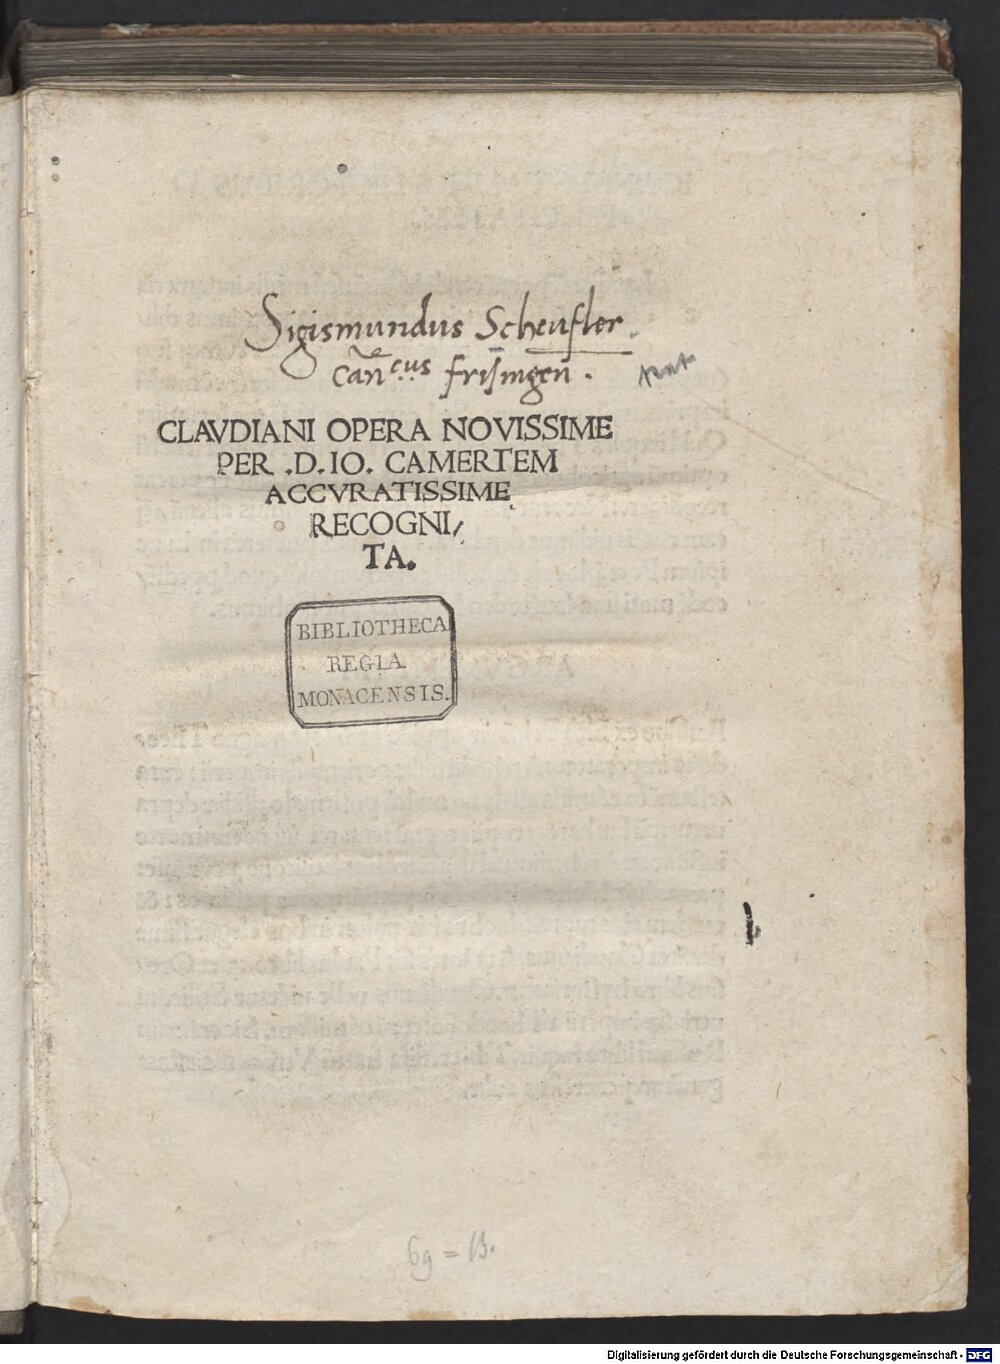 Sigismundus Scheufler.
Can̄cus frisingen̄.
CLAVDIANI OPERA NOVISSIME
PER .D. IO. CAMERTEM
ACCVRATISSIME
RECOGNI/
TA.
BIBLIOTHECA
REGIA
MONACENSIS.
Digitalisierung gefördert durch die Deutsche Forschungsgemeinschaft - DFG